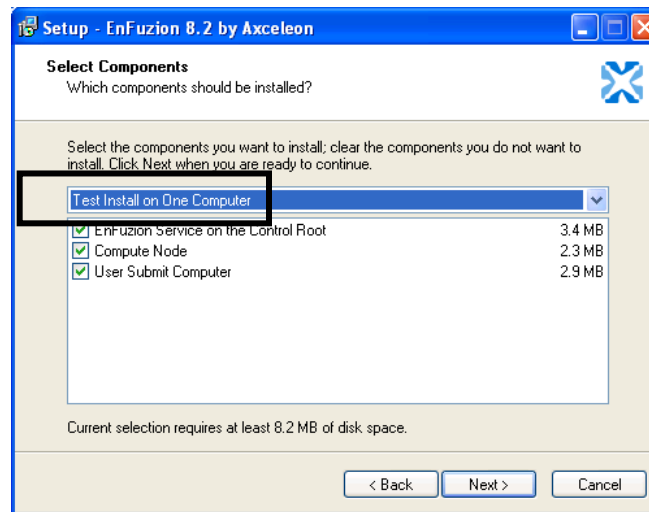 Setup - EnFuzion 8.2 by Axceleon
Select Components
Which components should be installed?
Select the components you want to install; clear the components you do not want to
install. Click Next when you are ready to continue.
Test Install on One Computer
EnFuzion Service on the Control Root 3.4 MB
Compute Node 2.3 MB
User Submit Computer 2.9 MB
Current selection requires at least 8.2 MB of disk space.
< Back Next > Cancel